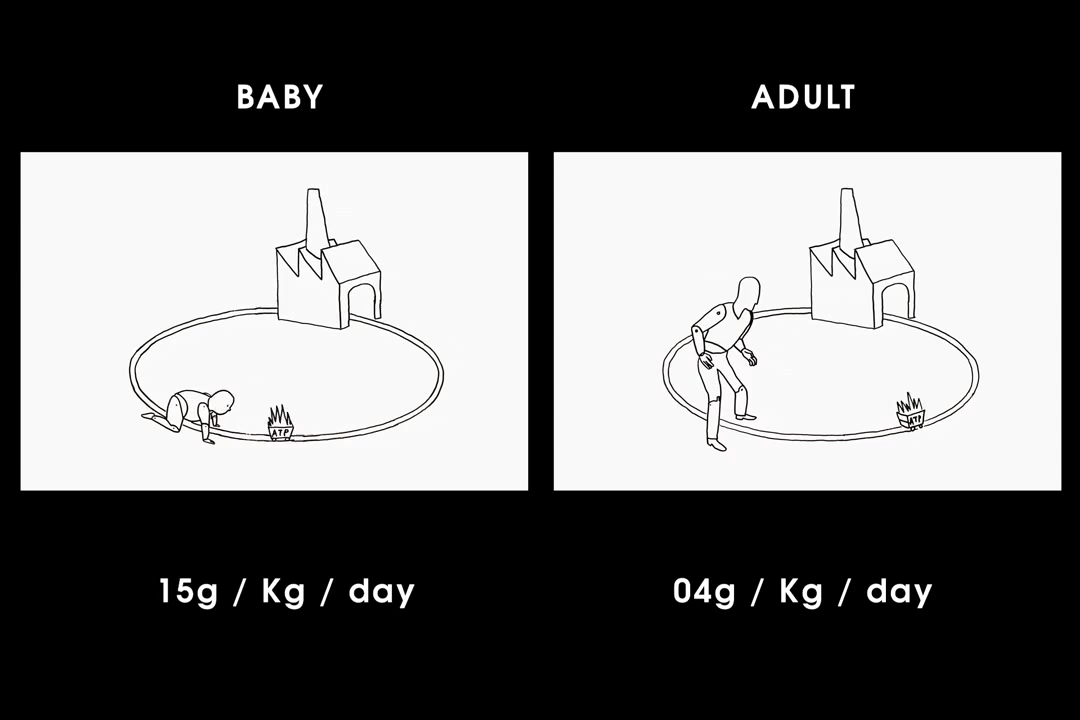 BABY
ADULT
ATP
ATP
15g / Kg / day
04g / Kg / day